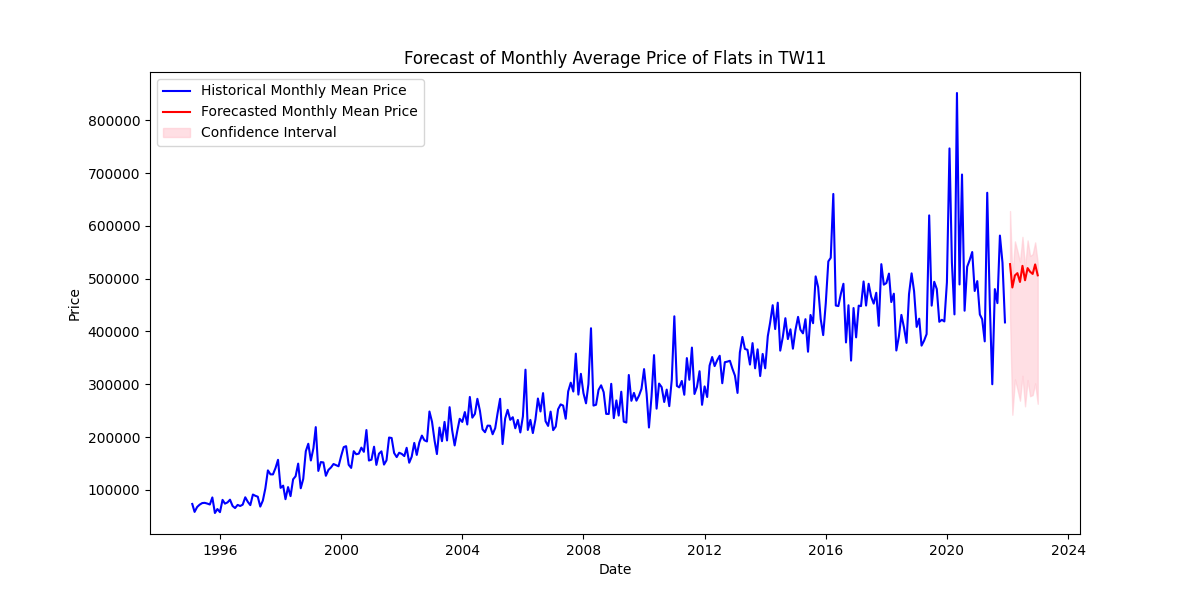 Forecast of Monthly Average Price of Flats in TW11
Historical Monthly Mean Price
Forecasted Monthly Mean Price
Confidence Interval
800000
700000
600000
500000
400000
300000
200000
100000
Price
1996 2000 2004 2008 2012 2016 2020 2024
Date